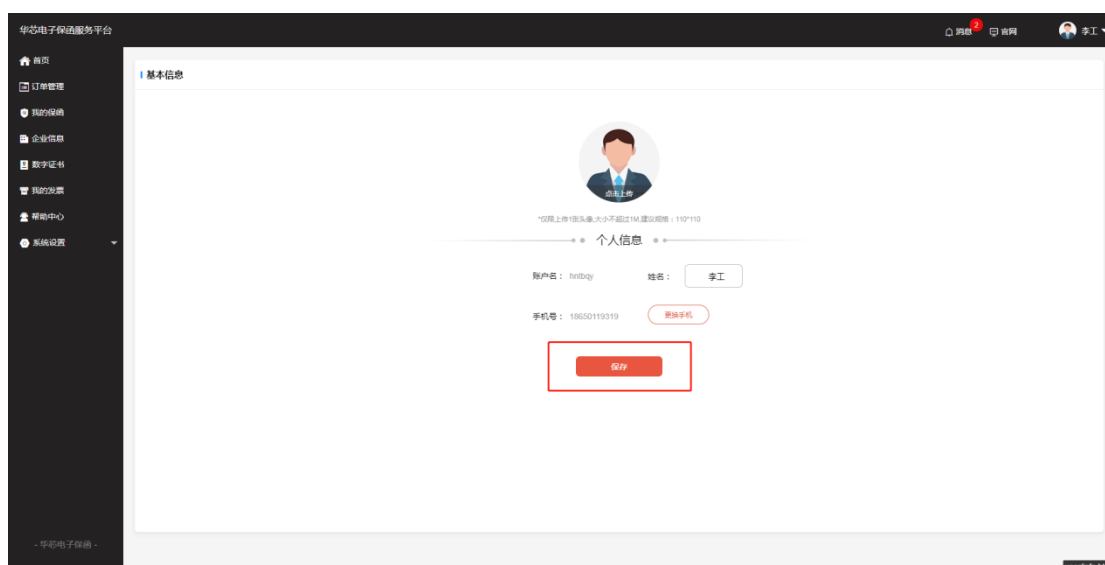 华芯电子保函服务平台
消息 2 官网 李工
首页
订单管理
我的保函
企业信息
数字证书
我的发票
帮助中心
系统设置
基本信息
点击上传
*仅限上传1张头像,大小不超过1M,建议规格：110*110
个人信息
账户名： hntbqy 姓名： 李工
手机号： 18650119319 更换手机
保存
- 华芯电子保函 -